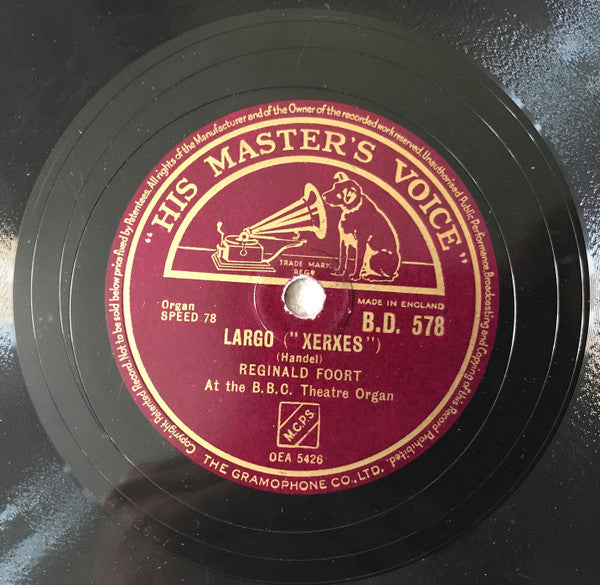 "HIS MASTER'S VOICE"
All rights of the Manufacturer and of the Owner of the recorded work reserved. Unauthorised Public Performance, Broadcasting and Copying of this Record Prohibited.
Copyright Patented Record. Not to be sold below price fixed by Patentees.
TRADE MARK
REGD
Organ
SPEED 78
MADE IN ENGLAND
B.D. 578
LARGO ("XERXES")
(Handel)
REGINALD FOORT
At the B.B.C. Theatre Organ
M.C.P.S.
OEA 5426
THE GRAMOPHONE CO., LTD.